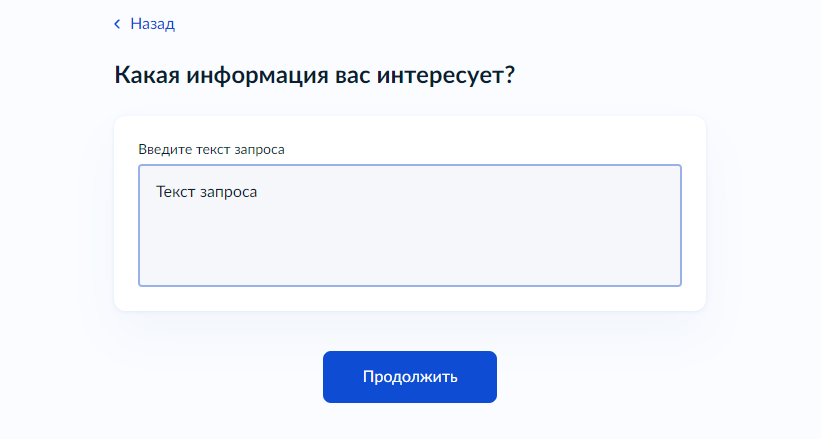 Назад
Какая информация вас интересует?
Введите текст запроса
Текст запроса
Продолжить